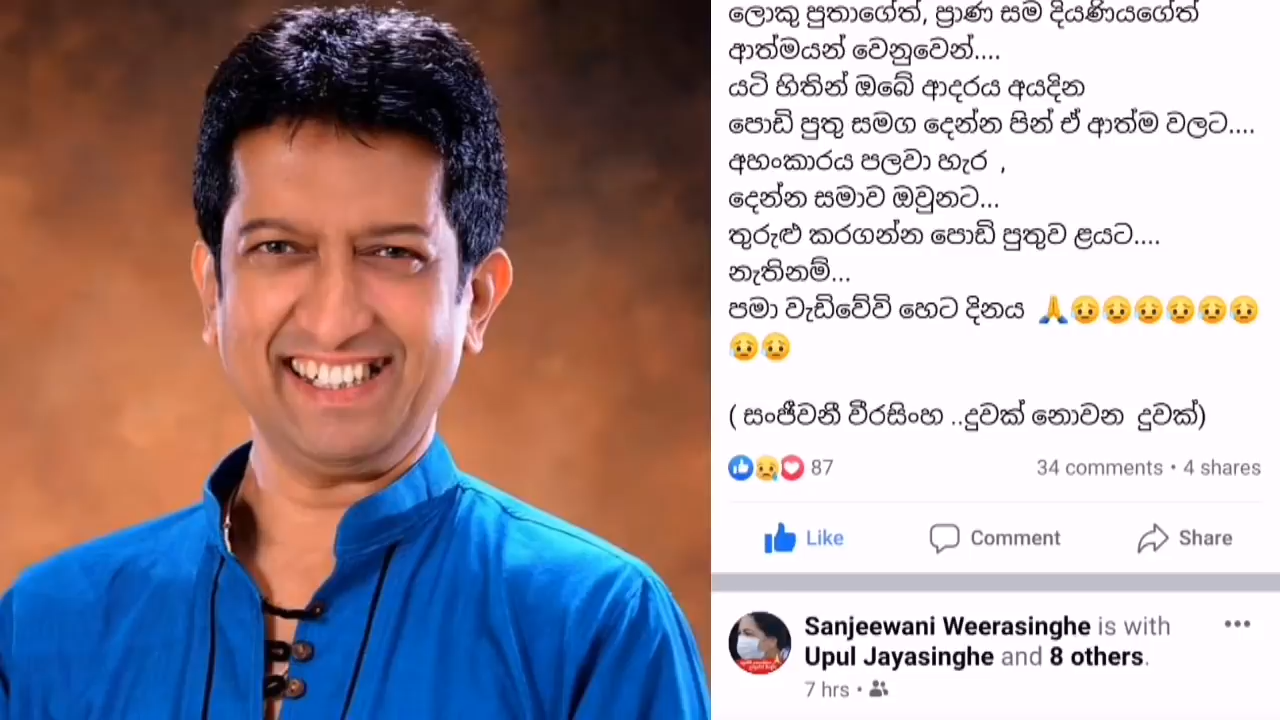 ලොකු පුතාගේත්, ප්‍රාණ සම දියණියගේත්
ආත්මයන් වෙනුවෙන්....
යටි හිතින් ඔබේ ආදරය අයදින
පොඩි පුතු සමග දෙන්න පින් ඒ ආත්ම වලට....
අහංකාරය පලවා හැර ,
දෙන්න සමාව ඔවුනට...
තුරුළු කරගන්න පොඩි පුතුව ළයට....
නැතිනම්...
පමා වැඩිවේවි හෙට දිනය 🙏😥😥😥😥😥😥
😥😥
( සංජීවනී වීරසිංහ ..දුවක් නොවන දුවක්)
87
34 comments • 4 shares
Like
Comment
Share
Sanjeewani Weerasinghe is with
Upul Jayasinghe and 8 others.
7 hrs •